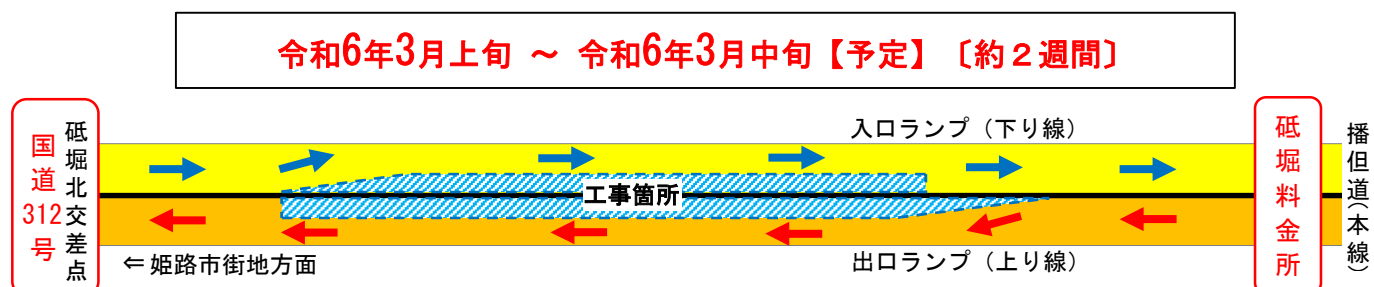 令和6年3月上旬 ～ 令和6年3月中旬【予定】〔約２週間〕
国道312号
砥堀北交差点
入口ランプ（下り線）
工事箇所
出口ランプ（上り線）
⇐姫路市街地方面
砥堀料金所
播但道（本線）